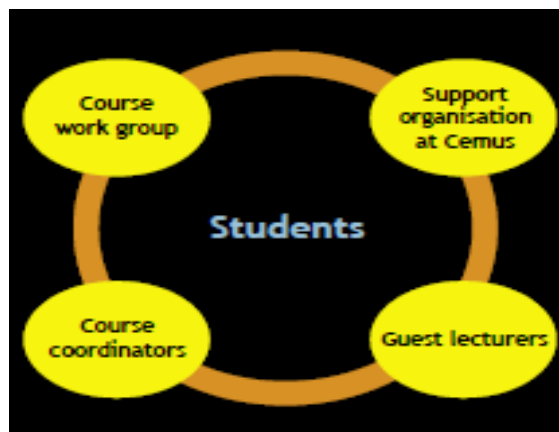 Course
work group
Support
organisation
at Cemus
Students
Course
coordinators
Guest lecturers